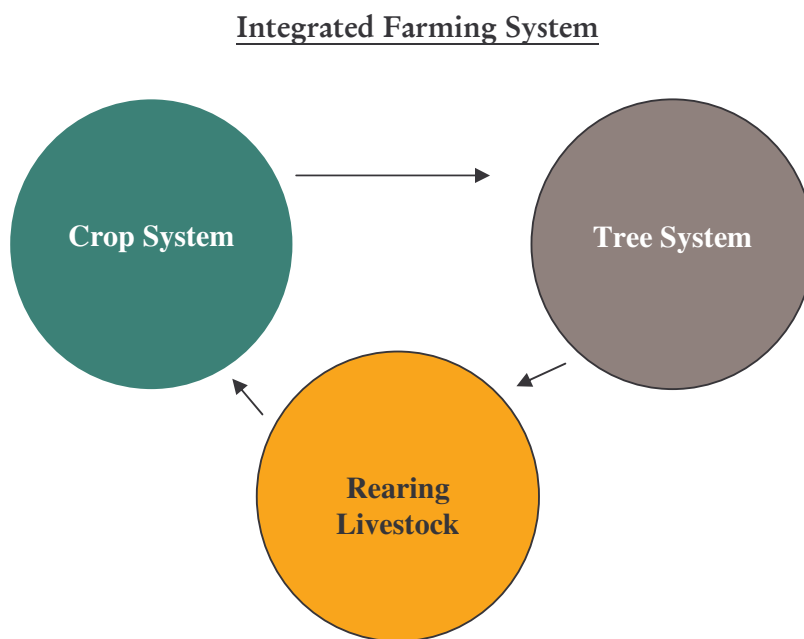 Integrated Farming System
Crop System
Tree System
Rearing
Livestock